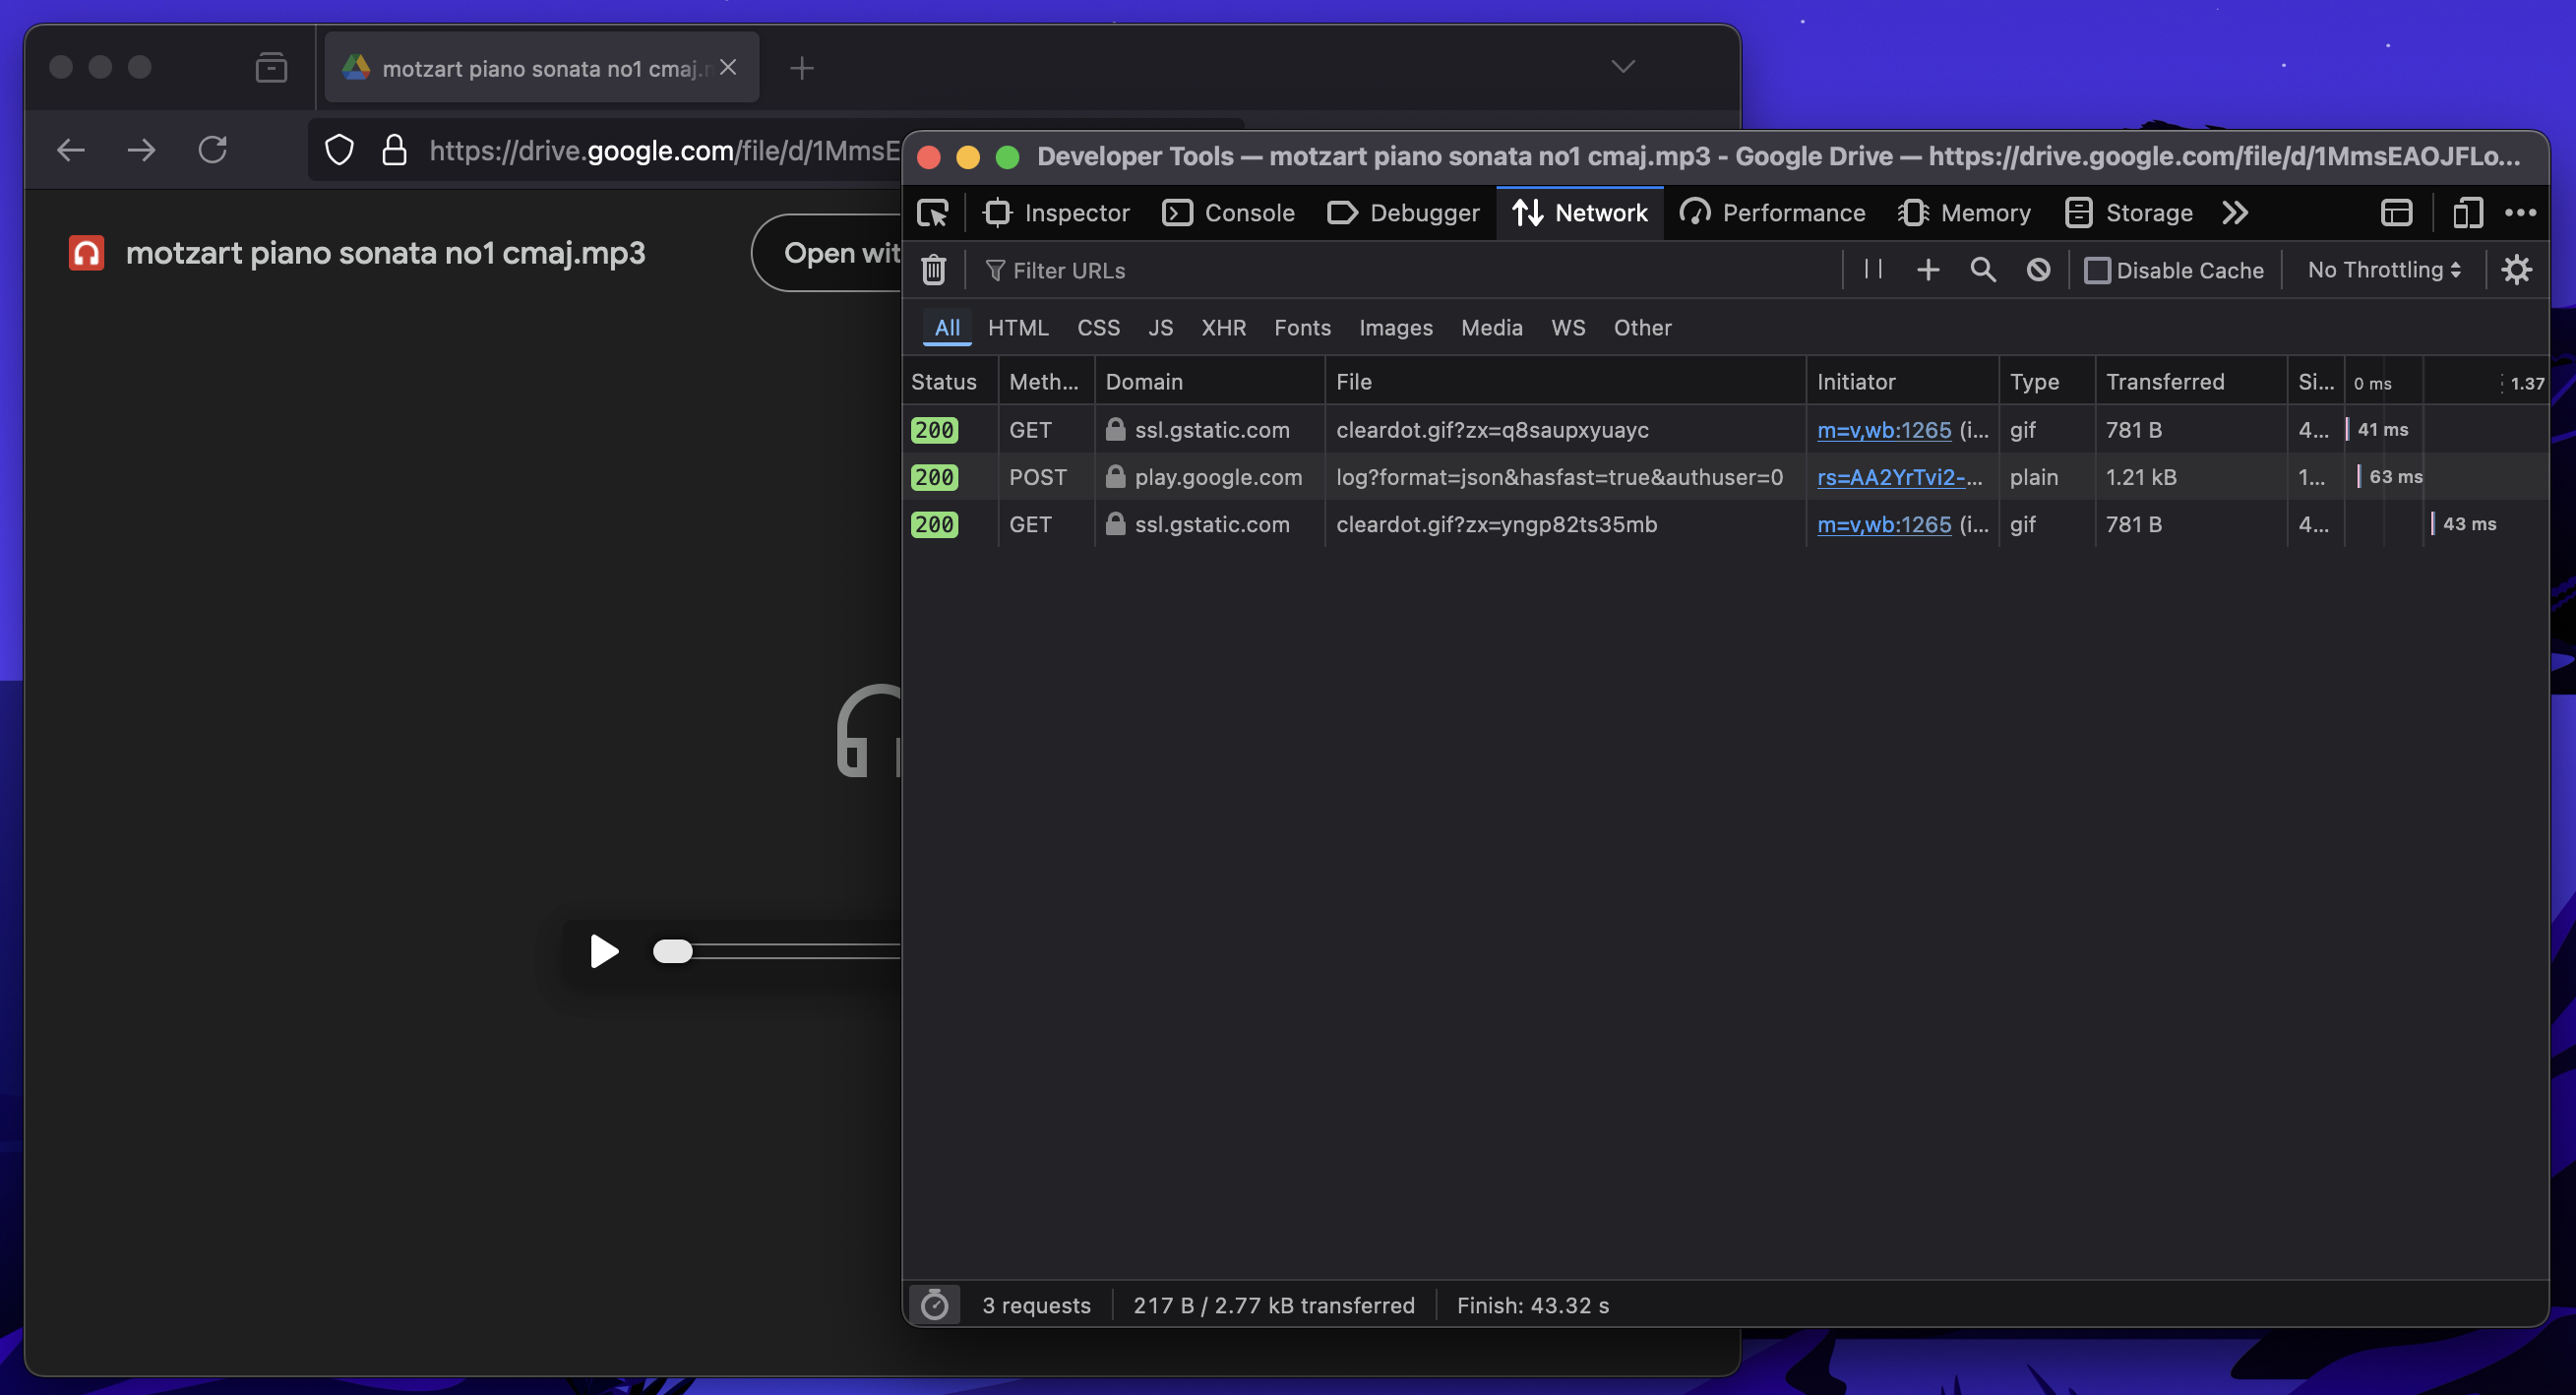 motzart piano sonata no1 cmaj.
https://drive.google.com/file/d/1MmsE
motzart piano sonata no1 cmaj.mp3
Open wit
Developer Tools — motzart piano sonata no1 cmaj.mp3 - Google Drive — https://drive.google.com/file/d/1MmsEAOJFLo...
Inspector Console Debugger Network Performance Memory Storage
Filter URLs Disable Cache No Throttling
All HTML CSS JS XHR Fonts Images Media WS Other
Status Meth... Domain File Initiator Type Transferred Si... 0 ms 1.37
200 GET ssl.gstatic.com cleardot.gif?zx=q8saupxyuayc m=v,wb:1265 (i... gif 781 B 4... 41 ms
200 POST play.google.com log?format=json&hasfast=true&authuser=0 rs=AA2YrTvi2-... plain 1.21 kB 1... 63 ms
200 GET ssl.gstatic.com cleardot.gif?zx=yngp82ts35mb m=v,wb:1265 (i... gif 781 B 4... 43 ms
3 requests 217 B / 2.77 kB transferred Finish: 43.32 s